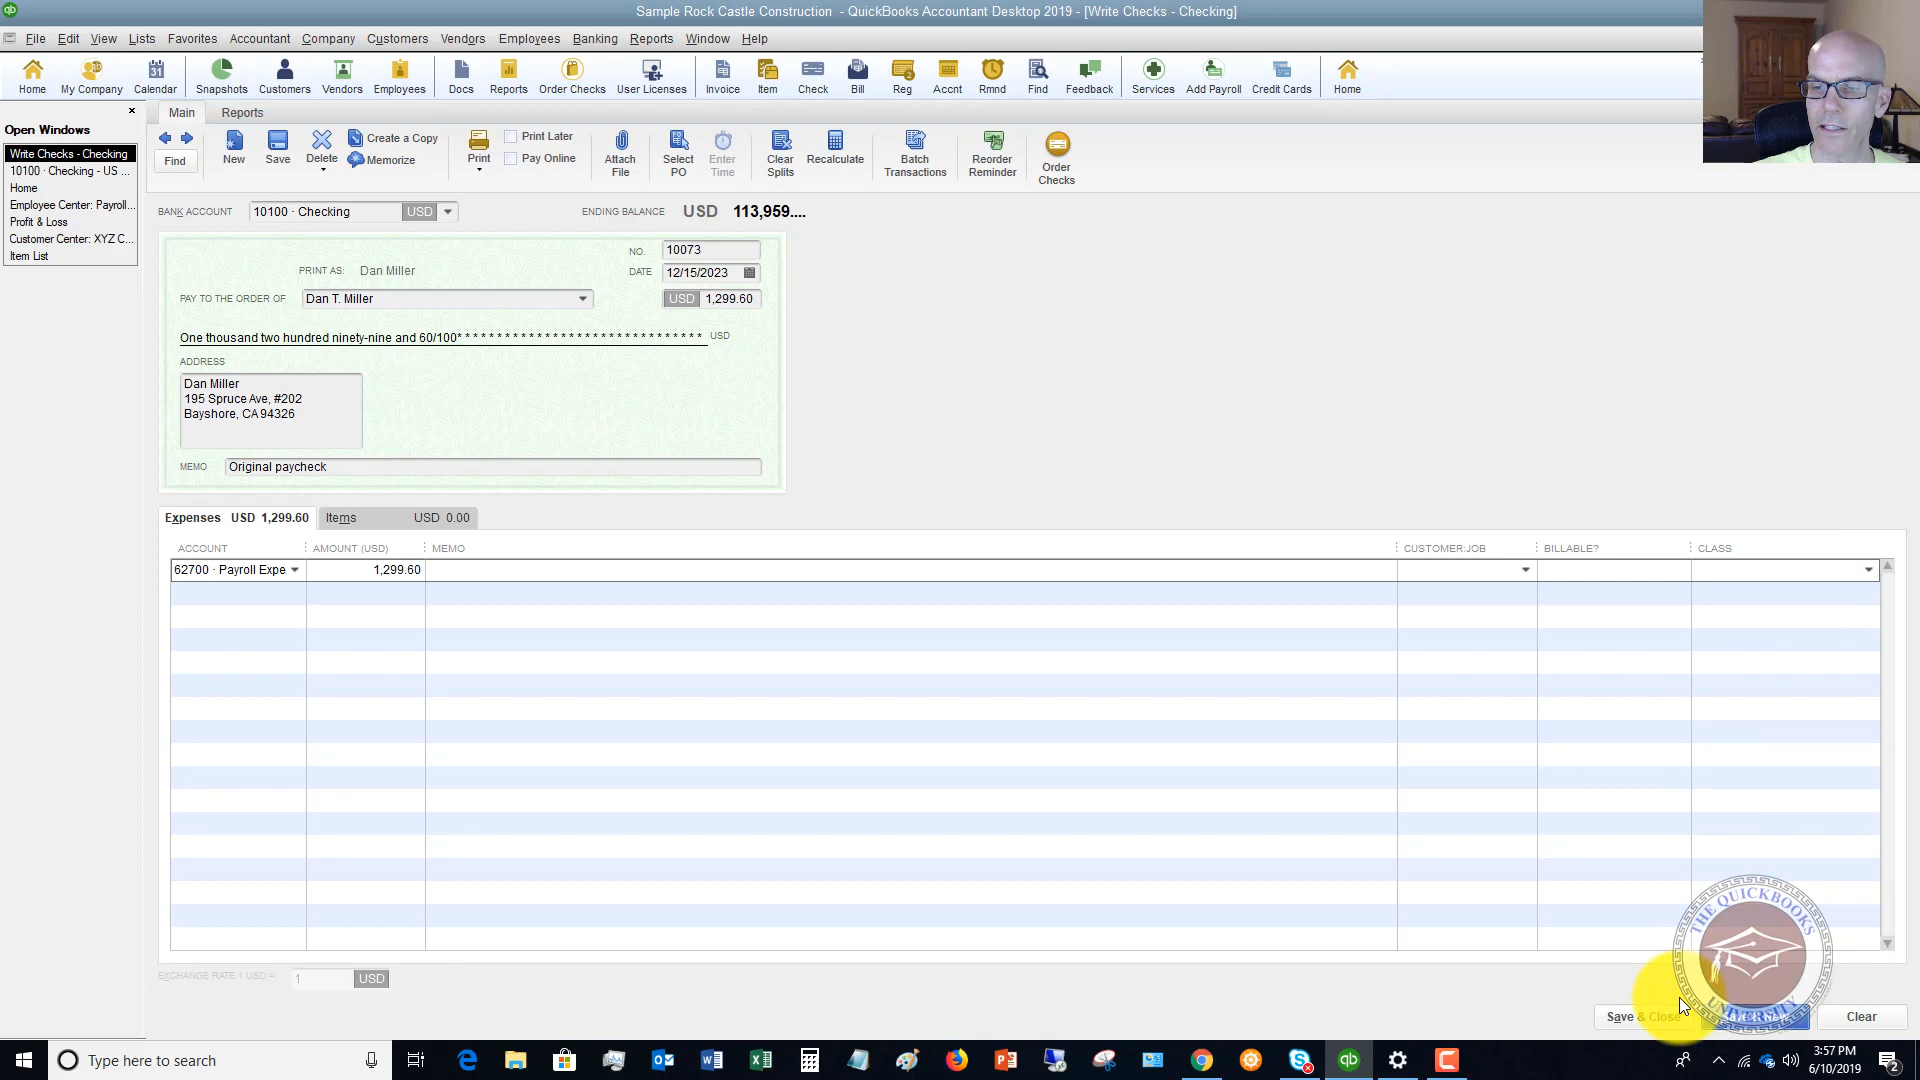 Sample Rock Castle Construction - QuickBooks Accountant Desktop 2019 - [Write Checks - Checking]
File Edit View Lists Favorites Accountant Company Customers Vendors Employees Banking Reports Window Help
Home My Company Calendar Snapshots Customers Vendors Employees Docs Reports Order Checks User Licenses Invoice Item Check Bill Reg Accnt Rmnd Find Feedback Services Add Payroll Credit Cards Home
Open Windows
Write Checks - Checking
10100 · Checking - US ...
Home
Employee Center: Payroll...
Profit & Loss
Customer Center: XYZ C...
Item List
Main Reports
Find
New
Save
Delete
Create a Copy
Memorize
Print
Print Later
Pay Online
Attach File
Select PO
Enter Time
Clear Splits
Recalculate
Batch Transactions
Reorder Reminder
Order Checks
BANK ACCOUNT 10100 · Checking USD
ENDING BALANCE USD 113,959....
NO. 10073
PRINT AS: Dan Miller
DATE 12/15/2023
PAY TO THE ORDER OF Dan T. Miller USD 1,299.60
One thousand two hundred ninety-nine and 60/100* * * * * * * * * * * * * * * * * * * * * * * * * * * * * * USD
ADDRESS
Dan Miller
195 Spruce Ave, #202
Bayshore, CA 94326
MEMO Original paycheck
Expenses USD 1,299.60 Items USD 0.00
ACCOUNT AMOUNT (USD) MEMO CUSTOMER:JOB BILLABLE? CLASS
62700 · Payroll Expe 1,299.60
EXCHANGE RATE 1 USD = 1 USD
THE QUICKBOOKS UNIVERSITY
Save & Close Save & New Clear
Type here to search
3:57 PM
6/10/2019
2